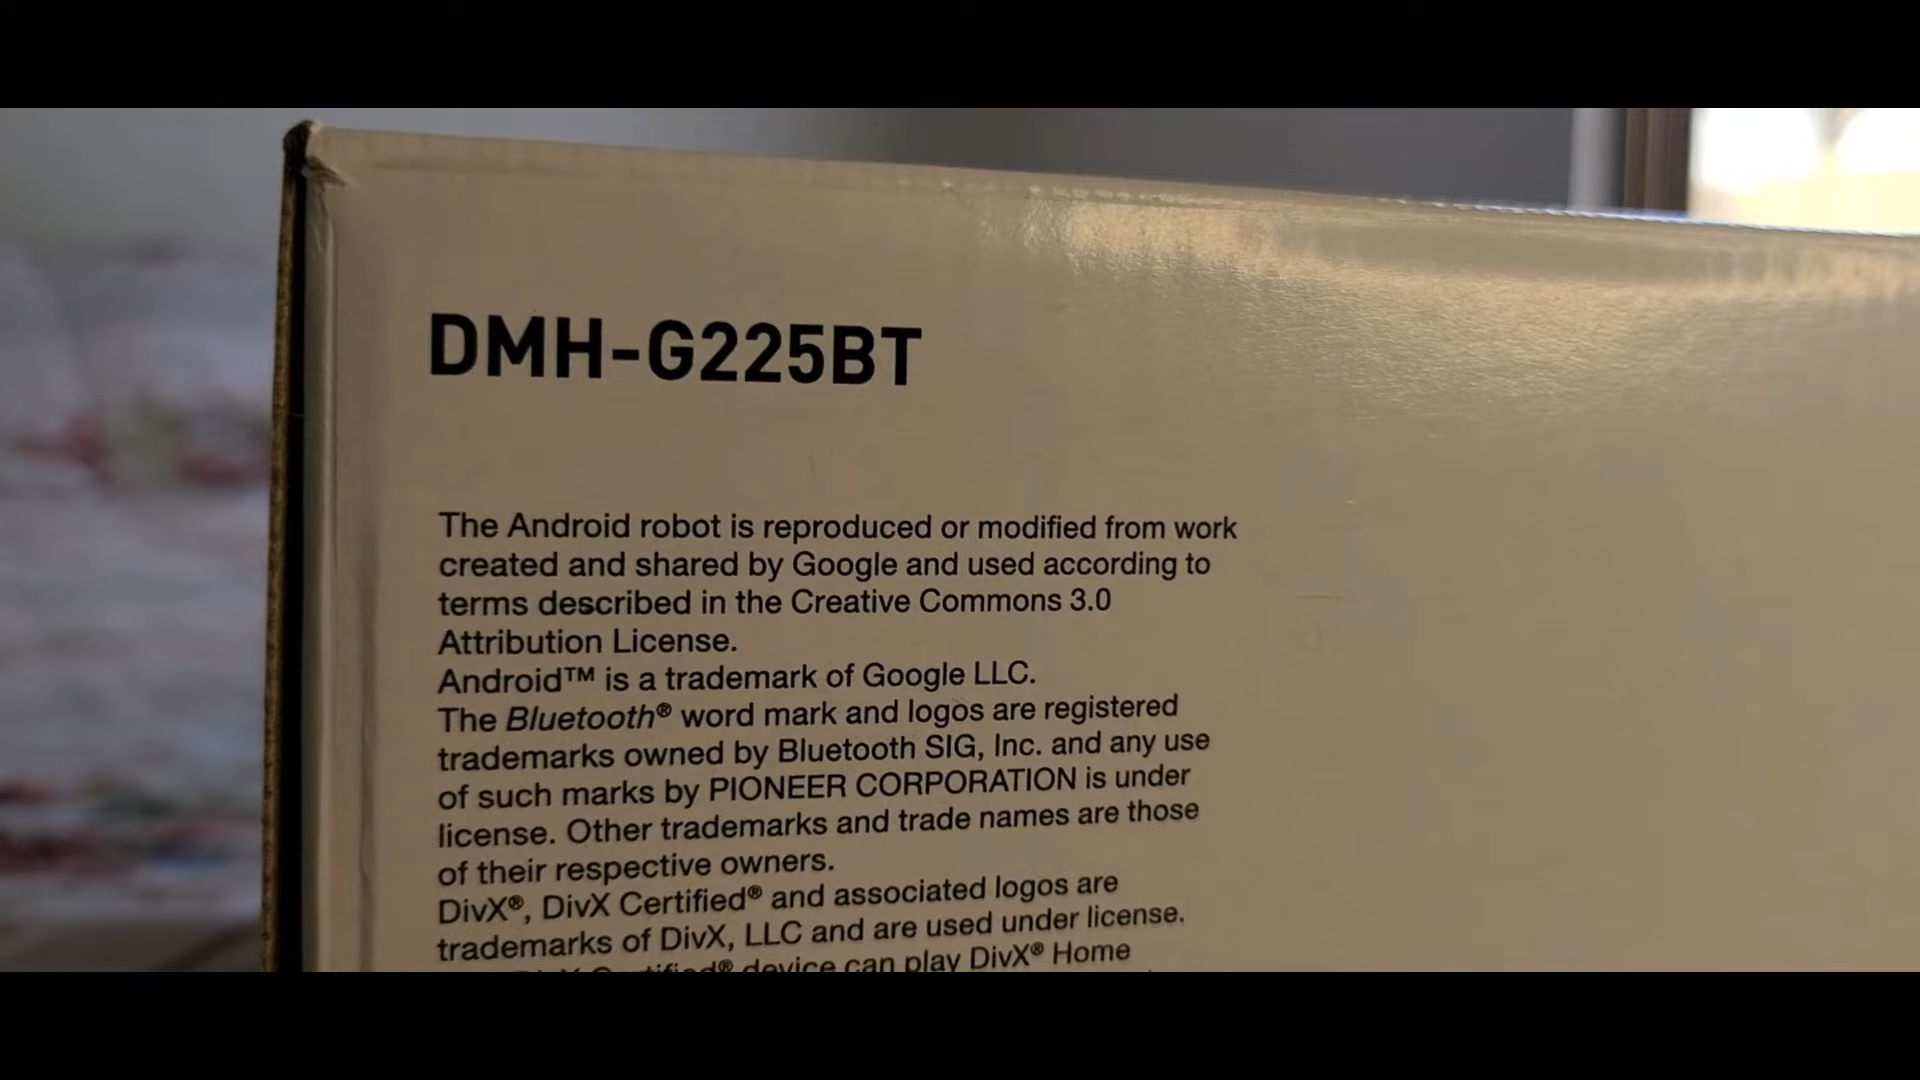 DMH-G225BT
The Android robot is reproduced or modified from work
created and shared by Google and used according to
terms described in the Creative Commons 3.0
Attribution License.
Android™ is a trademark of Google LLC.
The Bluetooth® word mark and logos are registered
trademarks owned by Bluetooth SIG, Inc. and any use
of such marks by PIONEER CORPORATION is under
license. Other trademarks and trade names are those
of their respective owners.
DivX®, DivX Certified® and associated logos are
trademarks of DivX, LLC and are used under license.
DivX Certified® device can play DivX® Home